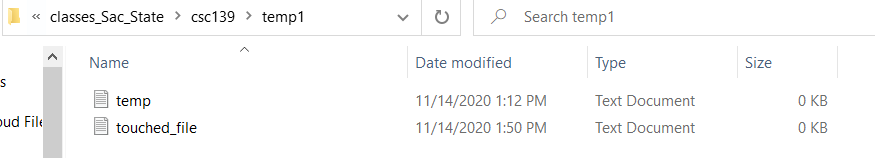 « classes_Sac_State > csc139 > temp1 Search temp1
Name Date modified Type Size
s
temp 11/14/2020 1:12 PM Text Document 0 KB
oud File touched_file 11/14/2020 1:50 PM Text Document 0 KB